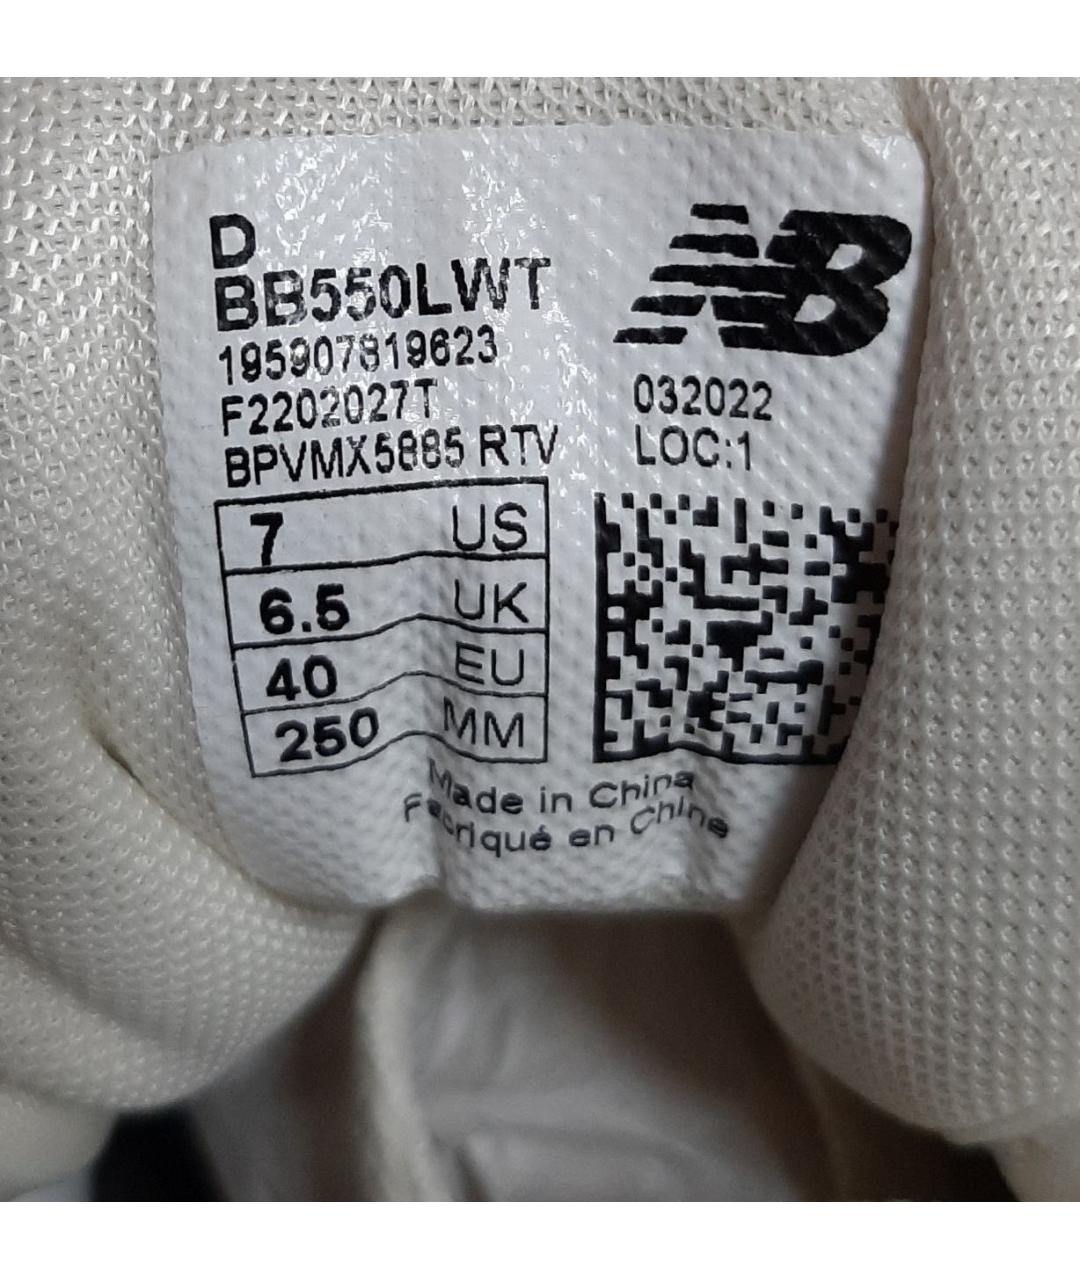 D
BB550LWT
195907819623
F2202027T
BPVMX5885 RTV
NB
032022
LOC:1
7 US
6.5 UK
40 EU
250 MM
Made in China
Fabriqué en Chine